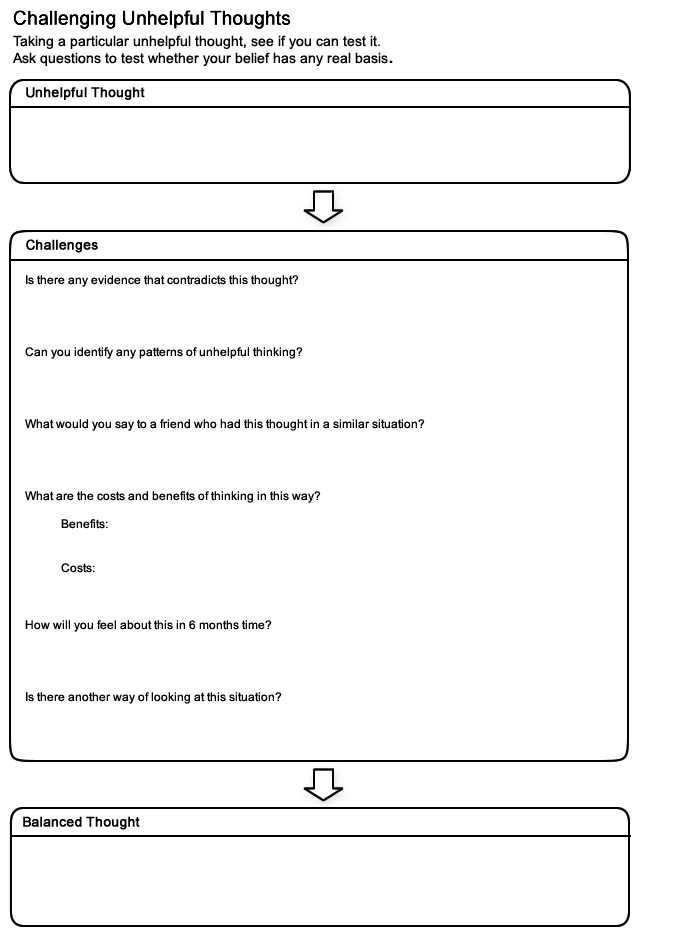 Challenging Unhelpful Thoughts
Taking a particular unhelpful thought, see if you can test it.
Ask questions to test whether your belief has any real basis.
Unhelpful Thought
Challenges
Is there any evidence that contradicts this thought?
Can you identify any patterns of unhelpful thinking?
What would you say to a friend who had this thought in a similar situation?
What are the costs and benefits of thinking in this way?
Benefits:
Costs:
How will you feel about this in 6 months time?
Is there another way of looking at this situation?
Balanced Thought